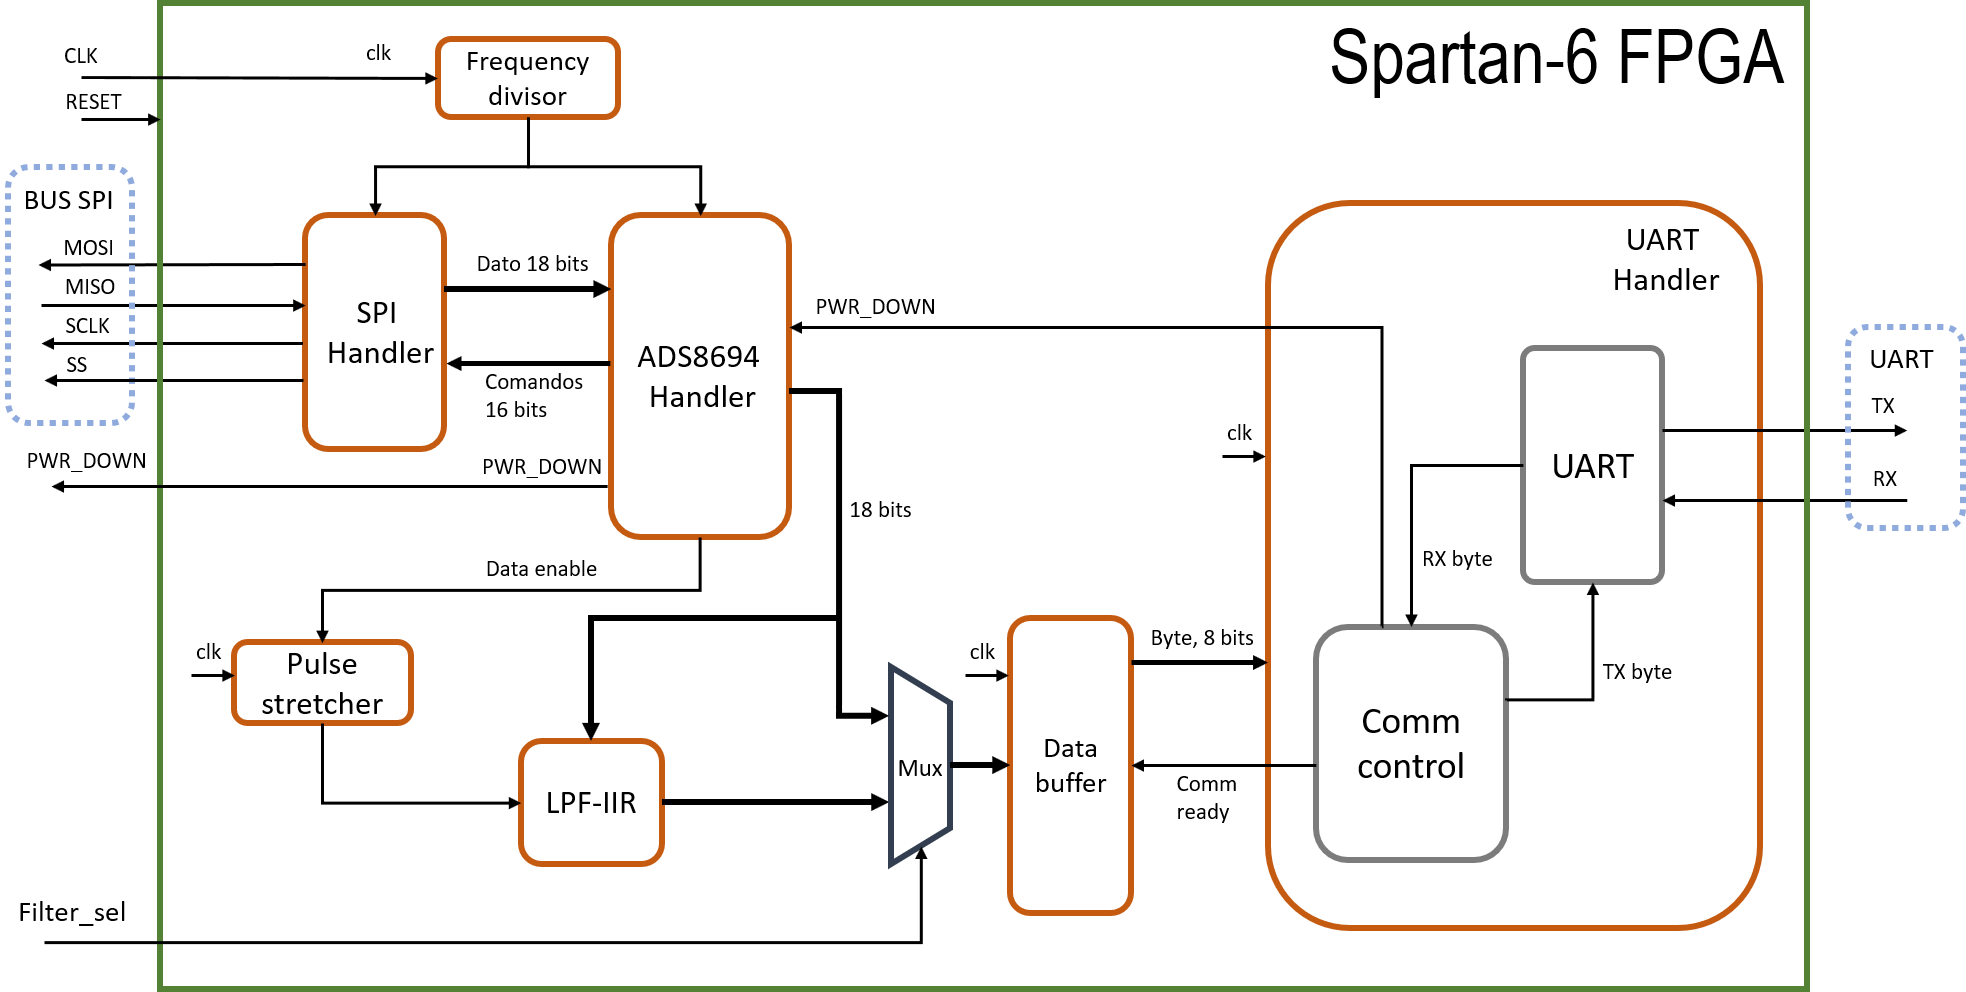 Spartan-6 FPGA
CLK
clk
Frequency
divisor
RESET
BUS SPI
MOSI
MISO
SCLK
SS
SPI
Handler
Dato 18 bits
Comandos
16 bits
ADS8694
Handler
PWR_DOWN
UART
Handler
UART
TX
RX
UART
clk
PWR_DOWN
PWR_DOWN
18 bits
Data enable
RX byte
TX byte
clk
Pulse
stretcher
clk
Byte, 8 bits
LPF-IIR
Mux
Data
buffer
Comm
ready
Comm
control
Filter_sel